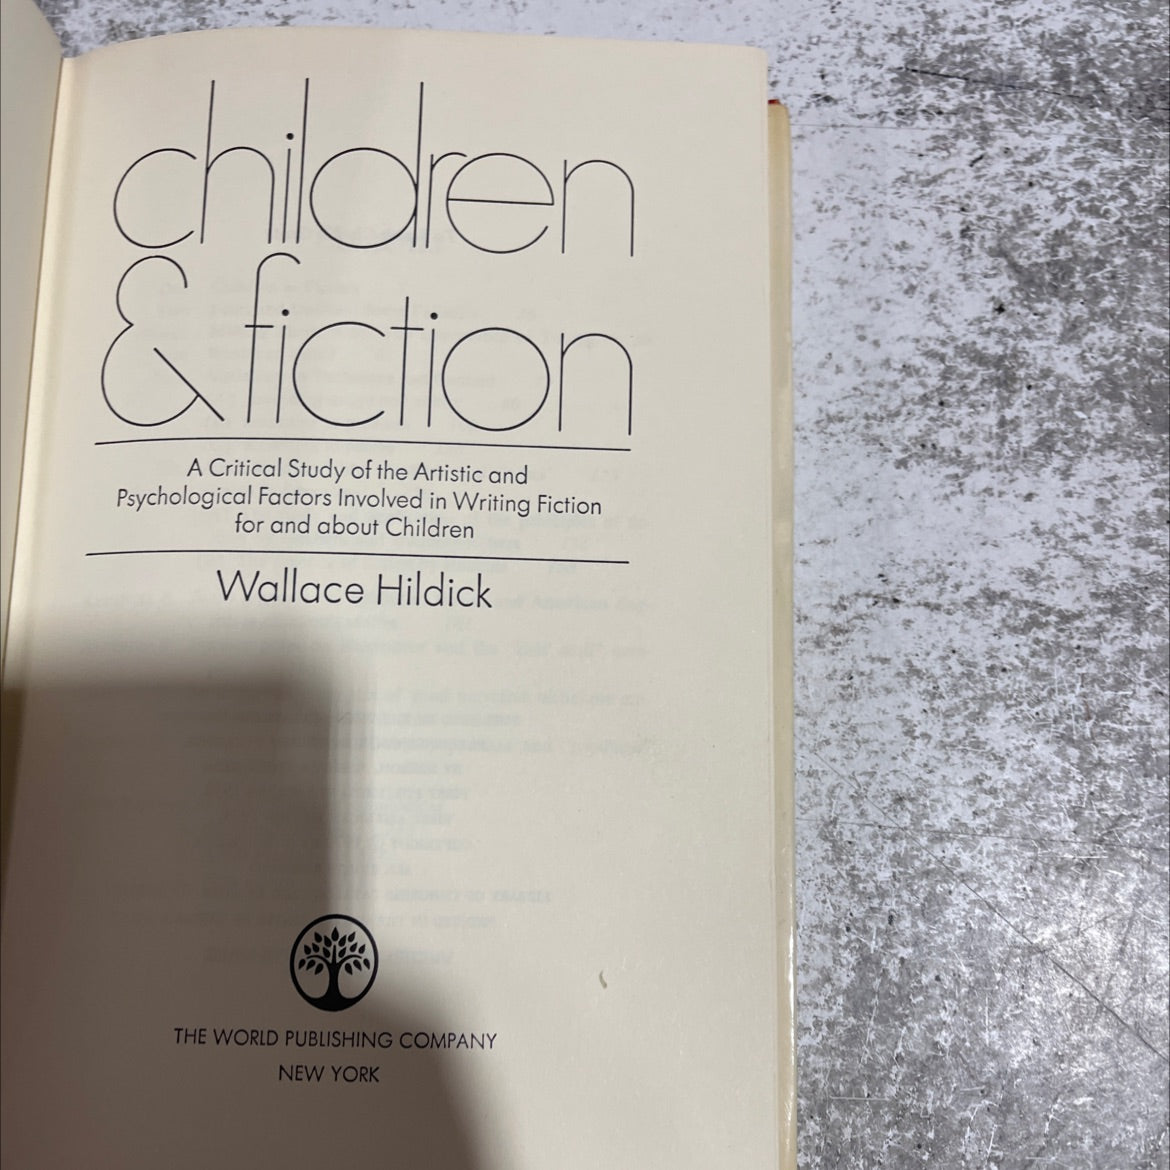 children
& fiction
A Critical Study of the Artistic and
Psychological Factors Involved in Writing Fiction
for and about Children
Wallace Hildick
THE WORLD PUBLISHING COMPANY
NEW YORK